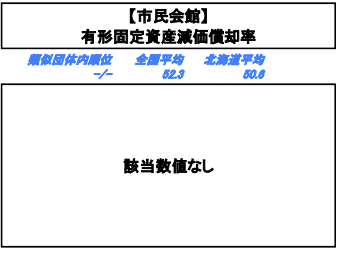 【市民会館】
有形固定資産減価償却率
類似団体内順位 全国平均 北海道平均
-/- 52.3 50.6
該当数値なし